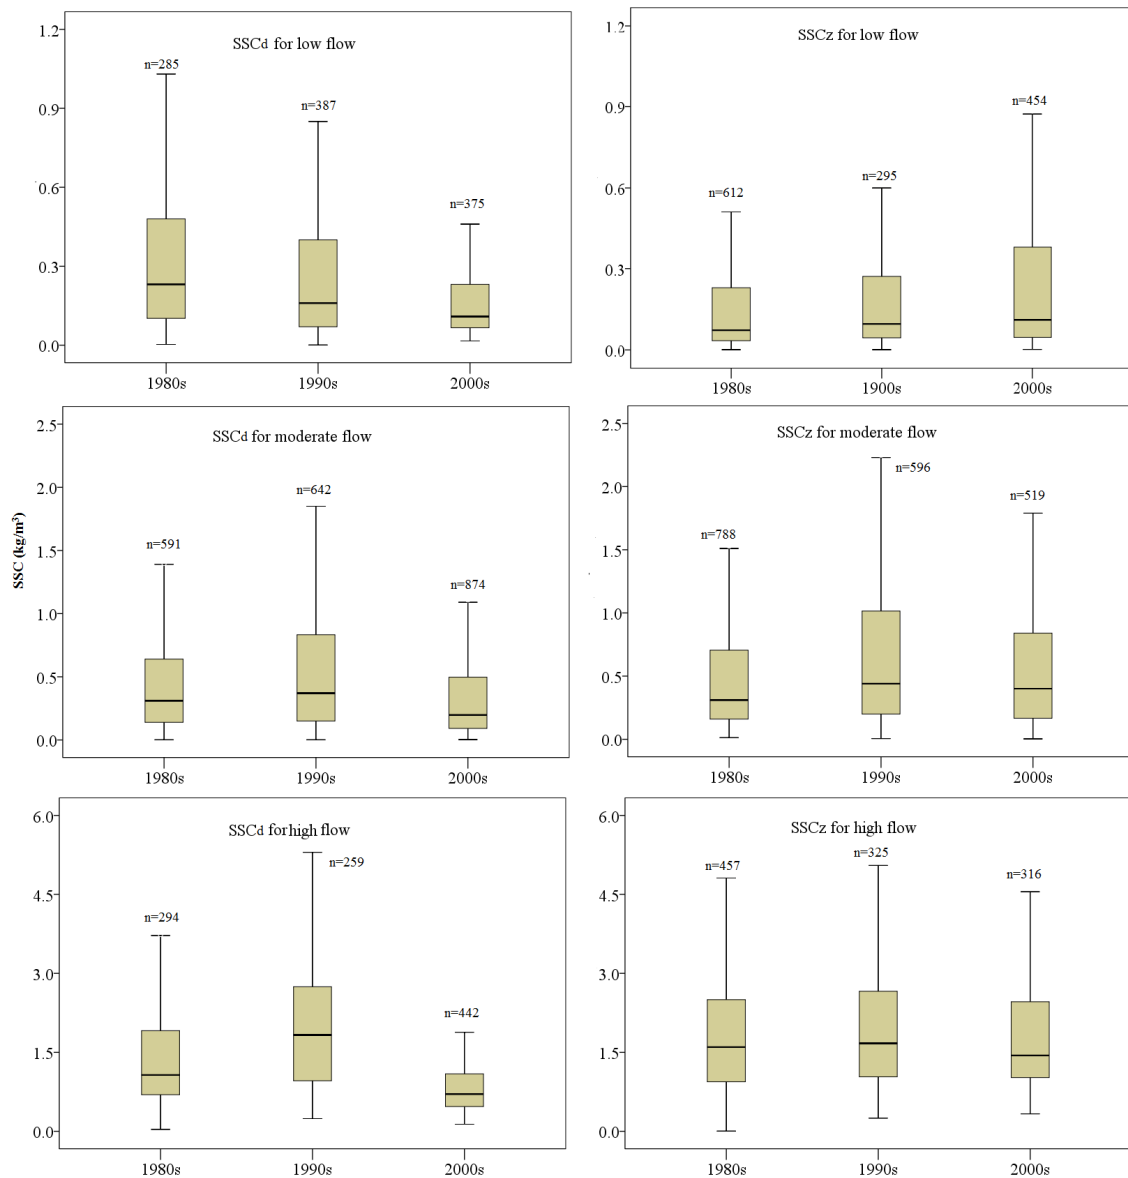 SSCd for low flow
1.2
0.9
0.6
0.3
0.0
n=285
n=387
n=375
1980s
1990s
2000s
SSCz for low flow
1.2
0.9
0.6
0.3
0.0
n=612
n=295
n=454
1980s
1900s
2000s
SSC (kg/m³)
SSCd for moderate flow
2.5
2.0
1.5
1.0
0.5
0.0
n=591
n=642
n=874
1980s
1990s
2000s
SSCz for moderate flow
2.5
2.0
1.5
1.0
0.5
0.0
n=788
n=596
n=519
1980s
1990s
2000s
SSCd for high flow
6.0
4.5
3.0
1.5
0.0
n=294
n=259
n=442
1980s
1990s
2000s
SSCz for high flow
6.0
4.5
3.0
1.5
0.0
n=457
n=325
n=316
1980s
1990s
2000s